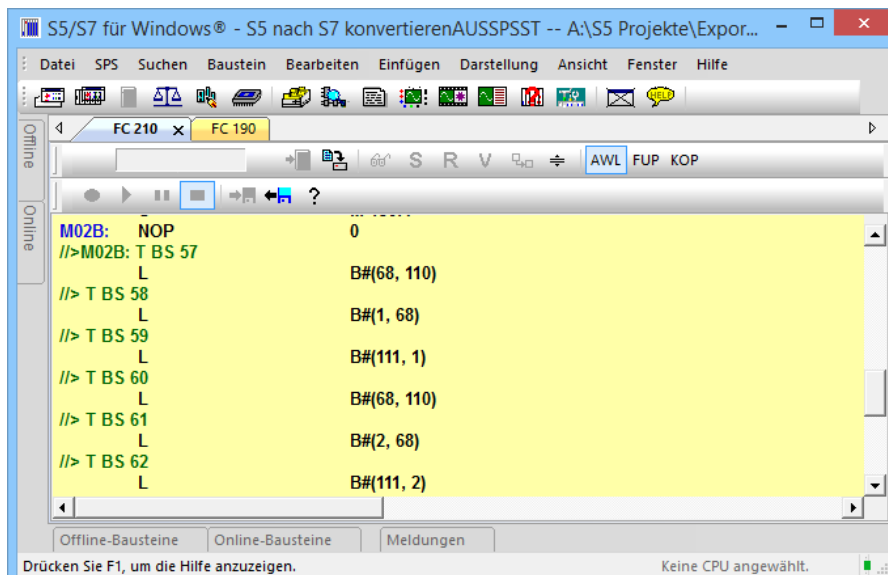 S5/S7 für Windows® - S5 nach S7 konvertierenAUSSPSST -- A:\S5 Projekte\Expor...
Datei SPS Suchen Baustein Bearbeiten Einfügen Darstellung Ansicht Fenster Hilfe
HELP
Offline
Online
FC 210 x FC 190
S R V AWL FUP KOP
?
M02B: NOP 0
//>M02B: T BS 57
L B#(68, 110)
//> T BS 58
L B#(1, 68)
//> T BS 59
L B#(111, 1)
//> T BS 60
L B#(68, 110)
//> T BS 61
L B#(2, 68)
//> T BS 62
L B#(111, 2)
Offline-Bausteine Online-Bausteine Meldungen
Drücken Sie F1, um die Hilfe anzuzeigen. Keine CPU angewählt.